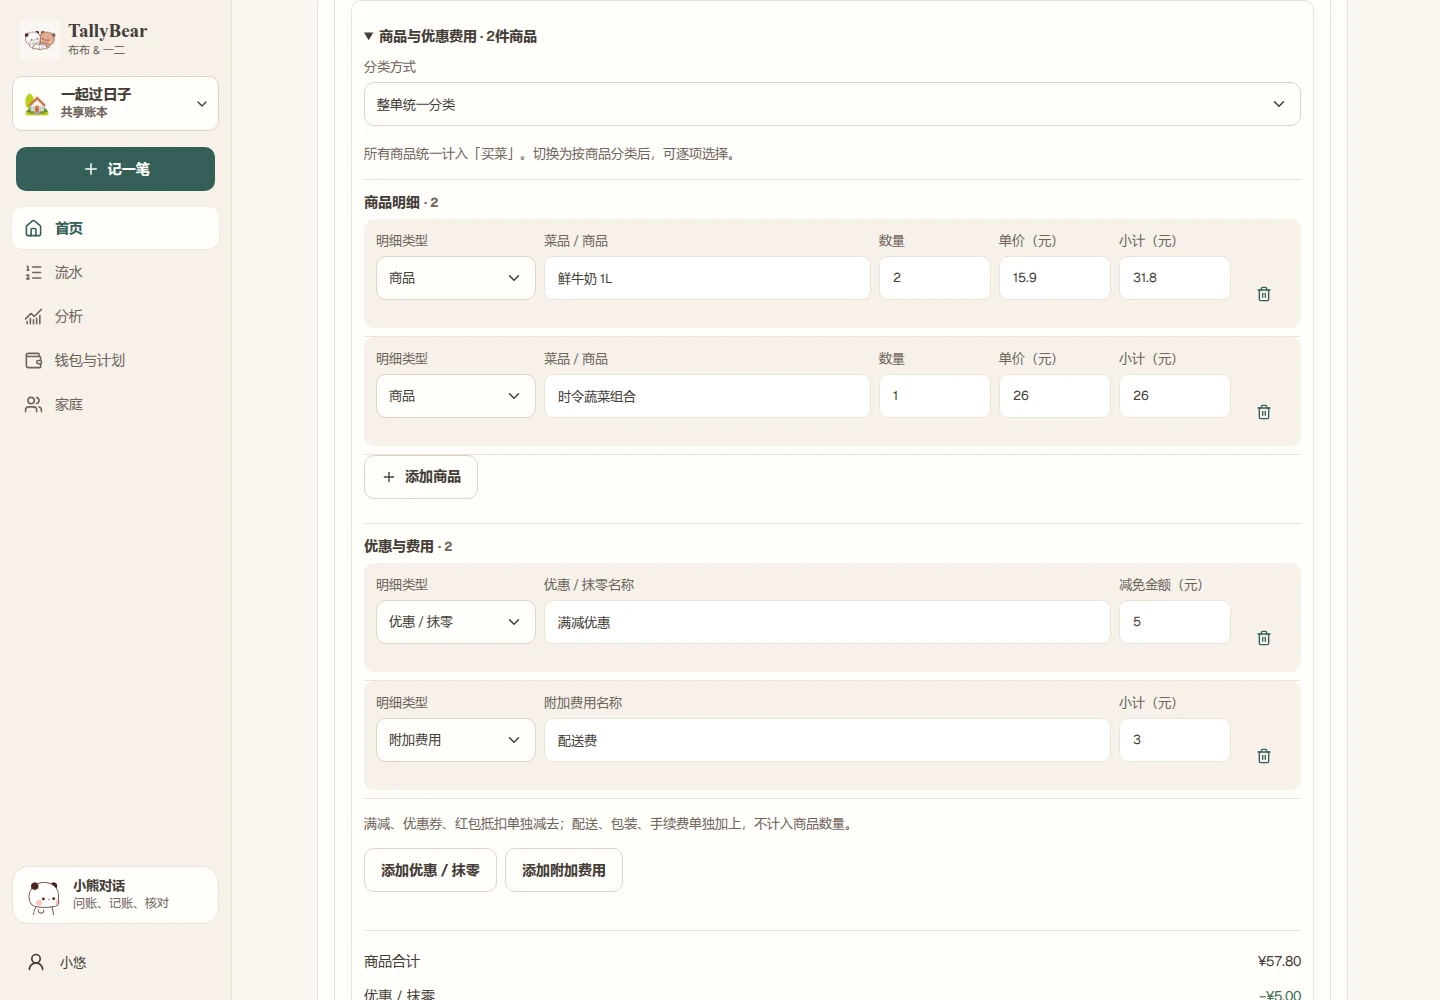 TallyBear
布布 & 一二
一起过日子
共享账本
记一笔
首页
流水
分析
钱包与计划
家庭
小熊对话
问账、记账、核对
小悠
商品与优惠费用 · 2件商品
分类方式
整单统一分类
所有商品统一计入「买菜」。切换为按商品分类后，可逐项选择。
商品明细 · 2
明细类型 菜品 / 商品 数量 单价（元） 小计（元）
商品 鲜牛奶 1L 2 15.9 31.8
明细类型 菜品 / 商品 数量 单价（元） 小计（元）
商品 时令蔬菜组合 1 26 26
添加商品
优惠与费用 · 2
明细类型 优惠 / 抹零名称 减免金额（元）
优惠 / 抹零 满减优惠 5
明细类型 附加费用名称 小计（元）
附加费用 配送费 3
满减、优惠券、红包抵扣单独减去；配送、包装、手续费单独加上，不计入商品数量。
添加优惠 / 抹零 添加附加费用
商品合计 ¥57.80
优惠 / 抹零 -¥5.00